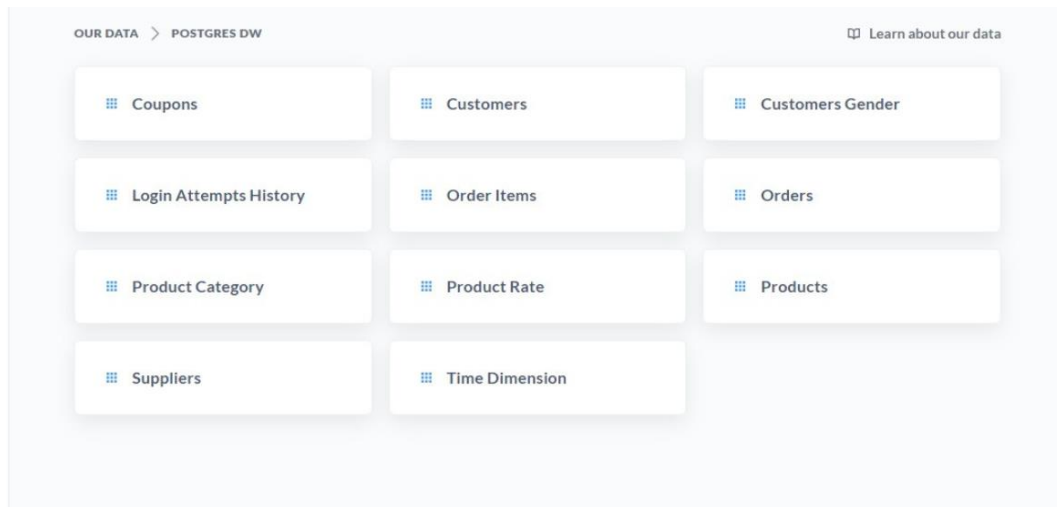 OUR DATA > POSTGRES DW
Learn about our data
Coupons
Customers
Customers Gender
Login Attempts History
Order Items
Orders
Product Category
Product Rate
Products
Suppliers
Time Dimension